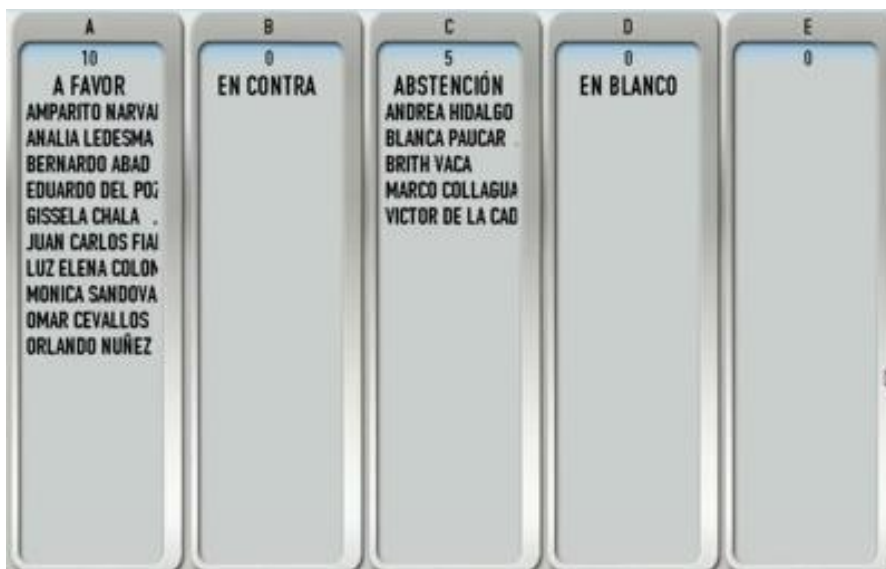 A
10
A FAVOR
AMPARITO NARVAI
ANALIA LEDESMA
BERNARDO ABAD
EDUARDO DEL POZ
GISSELA CHALA
JUAN CARLOS FIAI
LUZ ELENA COLOM
MONICA SANDOVA
OMAR CEVALLOS
ORLANDO NUÑEZ
B
0
EN CONTRA
C
5
ABSTENCIÓN
ANDREA HIDALGO
BLANCA PAUCAR
BRITH VACA
MARCO COLLAGUA
VICTOR DE LA CAD
D
0
EN BLANCO
E
0